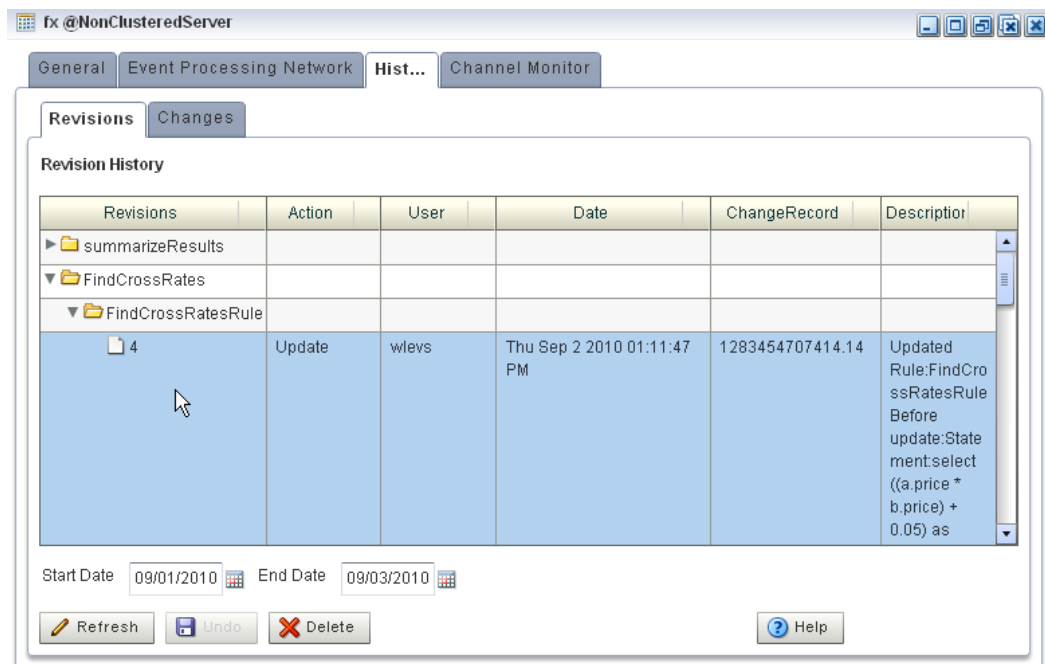 fx @NonClusteredServer
General Event Processing Network Hist... Channel Monitor
Revisions Changes
Revision History
Revisions Action User Date ChangeRecord Description
summarizeResults
FindCrossRates
FindCrossRatesRule
4 Update wlevs Thu Sep 2 2010 01:11:47 1283454707414.14 Updated
PM Rule:FindCro
ssRatesRule
Before
update:State
ment:select
((a.price *
b.price) +
0.05) as
Start Date 09/01/2010 End Date 09/03/2010
Refresh Undo Delete Help